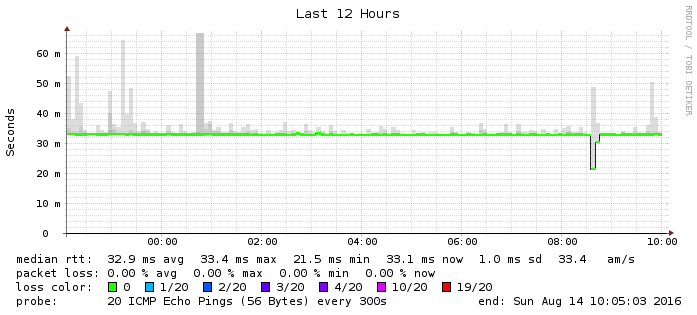 Last 12 Hours
RRDTOOL / TOBI OETIKER
Seconds
60 m
50 m
40 m
30 m
20 m
10 m
0
00:00 02:00 04:00 06:00 08:00 10:00
median rtt: 32.9 ms avg 33.4 ms max 21.5 ms min 33.1 ms now 1.0 ms sd 33.4 am/s
packet loss: 0.00 % avg 0.00 % max 0.00 % min 0.00 % now
loss color: 0 1/20 2/20 3/20 4/20 10/20 19/20
probe: 20 ICMP Echo Pings (56 Bytes) every 300s end: Sun Aug 14 10:05:03 2016